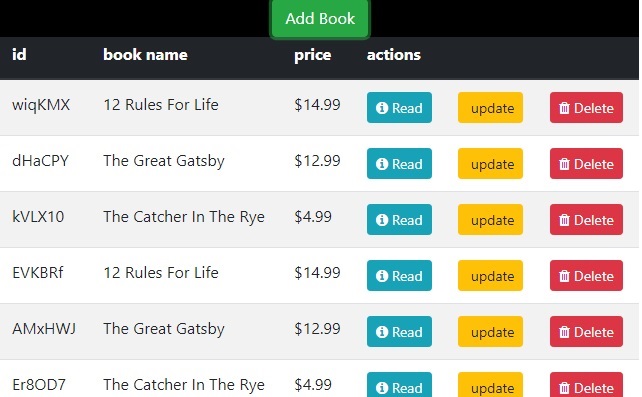 Add Book
id book name price actions
wiqKMX 12 Rules For Life $14.99 Read update Delete
dHaCPY The Great Gatsby $12.99 Read update Delete
kVLX10 The Catcher In The Rye $4.99 Read update Delete
EVKBRf 12 Rules For Life $14.99 Read update Delete
AMxHWJ The Great Gatsby $12.99 Read update Delete
Er8OD7 The Catcher In The Rye $4.99 Read update Delete